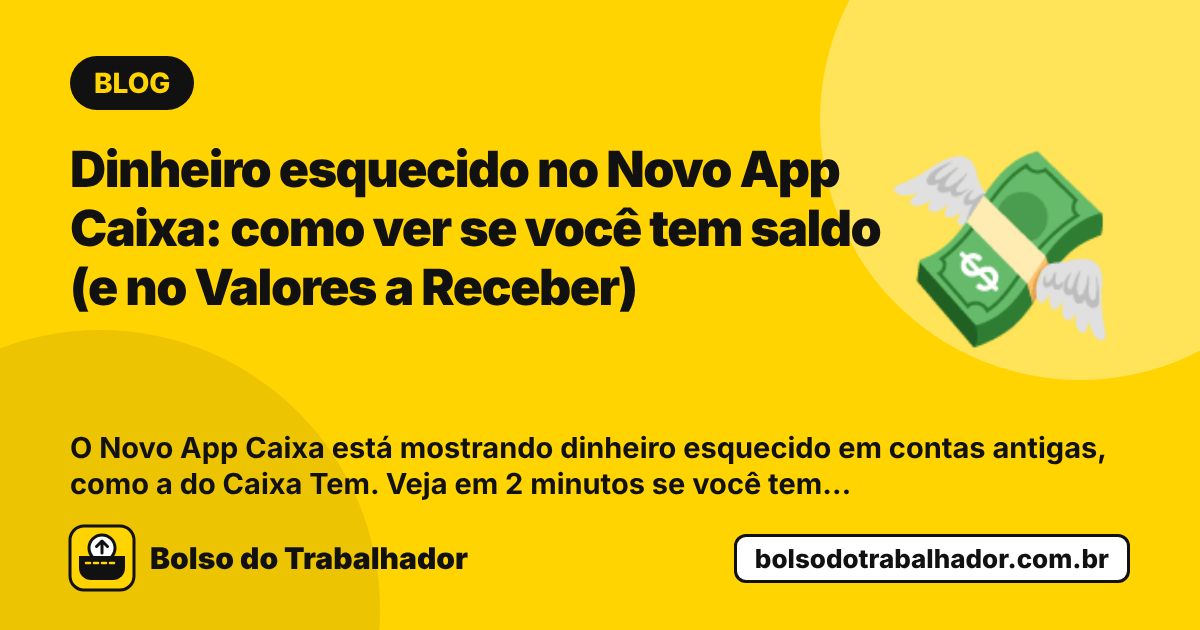 BLOG
Dinheiro esquecido no Novo App
Caixa: como ver se você tem saldo
(e no Valores a Receber)
$
O Novo App Caixa está mostrando dinheiro esquecido em contas antigas,
como a do Caixa Tem. Veja em 2 minutos se você tem...
Bolso do Trabalhador
bolsodotrabalhador.com.br